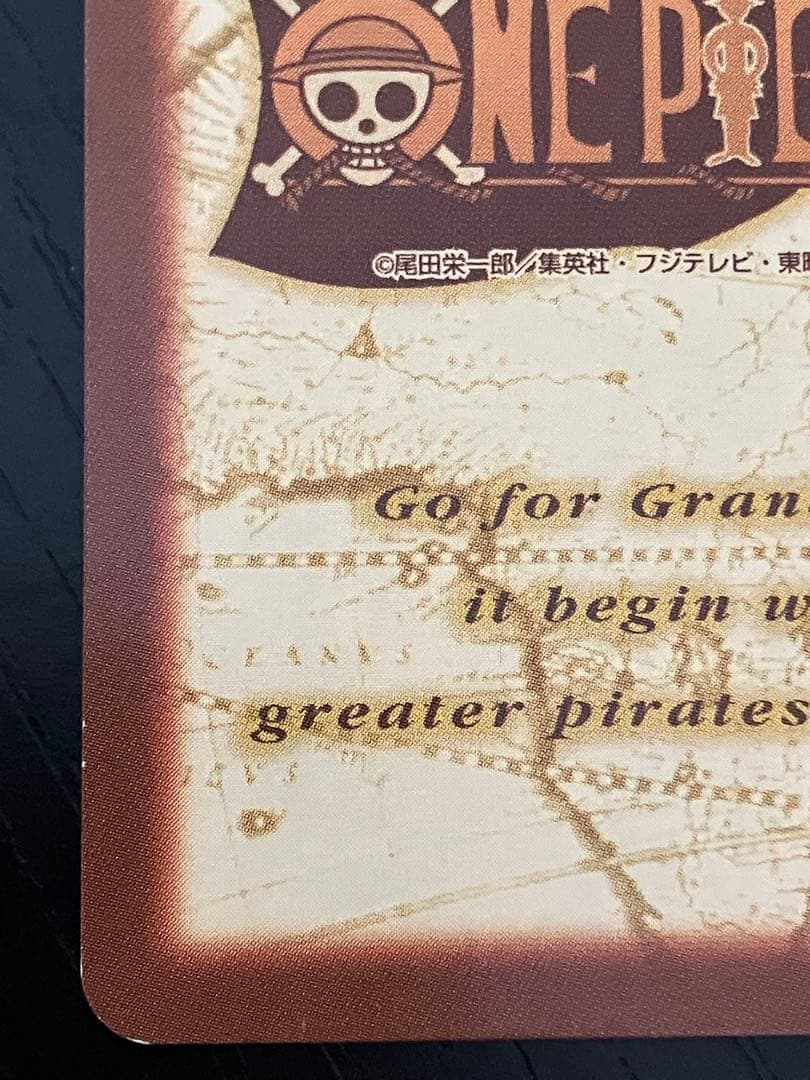 ONE PIE
©尾田栄一郎／集英社・フジテレビ・東
Go for Gran
it begin w
greater pirates